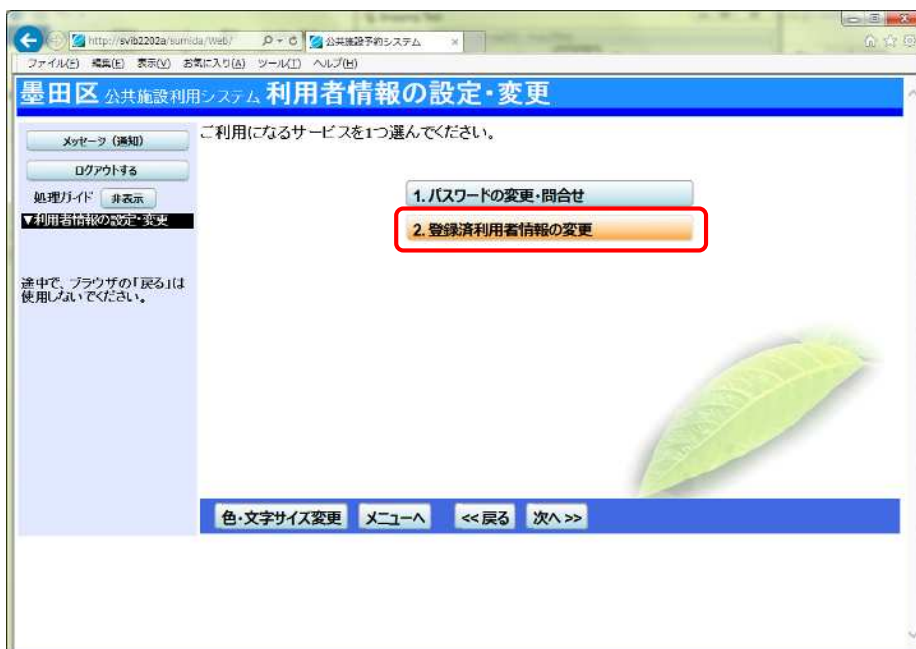 http://svib2202a/sumida/Web/
公共施設予約システム
ファイル(E) 編集(E) 表示(V) お気に入り(A) ツール(T) ヘルプ(H)
墨田区 公共施設利用システム 利用者情報の設定・変更
メッセージ (通知)
ログアウトする
処理ガイド 非表示
▼利用者情報の設定・変更
途中で、ブラウザの「戻る」は
使用しないでください。
ご利用になるサービスを1つ選んでください。
1. パスワードの変更・問合せ
2. 登録済利用者情報の変更
色・文字サイズ変更 メニューへ <<戻る 次へ >>